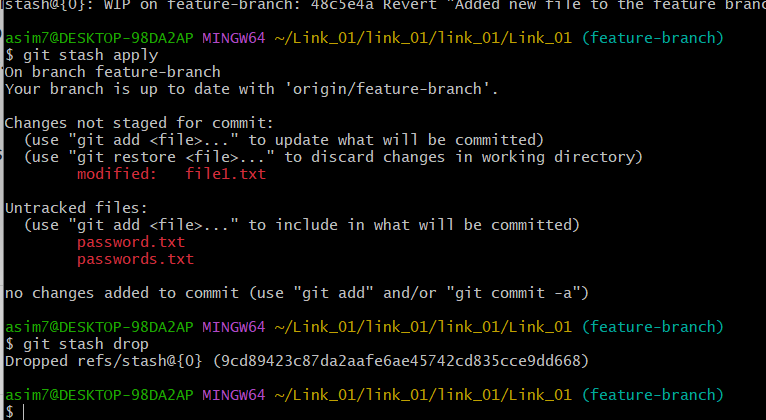 stash@{0}: WIP on feature-branch: 48c5e4a Revert "Added new file to the feature branc
asim7@DESKTOP-98DA2AP MINGW64 ~/Link_01/link_01/link_01/Link_01 (feature-branch)
$ git stash apply
On branch feature-branch
Your branch is up to date with 'origin/feature-branch'.
Changes not staged for commit:
  (use "git add <file>..." to update what will be committed)
  (use "git restore <file>..." to discard changes in working directory)
        modified:   file1.txt
Untracked files:
  (use "git add <file>..." to include in what will be committed)
        password.txt
        passwords.txt
no changes added to commit (use "git add" and/or "git commit -a")
asim7@DESKTOP-98DA2AP MINGW64 ~/Link_01/link_01/link_01/Link_01 (feature-branch)
$ git stash drop
Dropped refs/stash@{0} (9cd89423c87da2aafe6ae45742cd835cce9dd668)
asim7@DESKTOP-98DA2AP MINGW64 ~/Link_01/link_01/link_01/Link_01 (feature-branch)
$